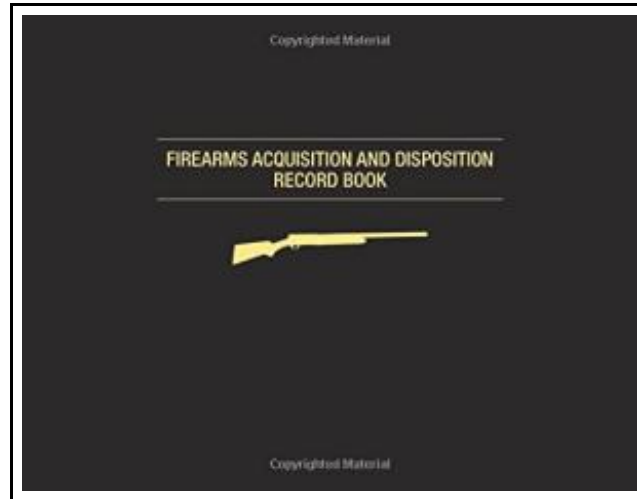 Copyrighted Material
FIREARMS ACQUISITION AND DISPOSITION
RECORD BOOK
Copyrighted Material